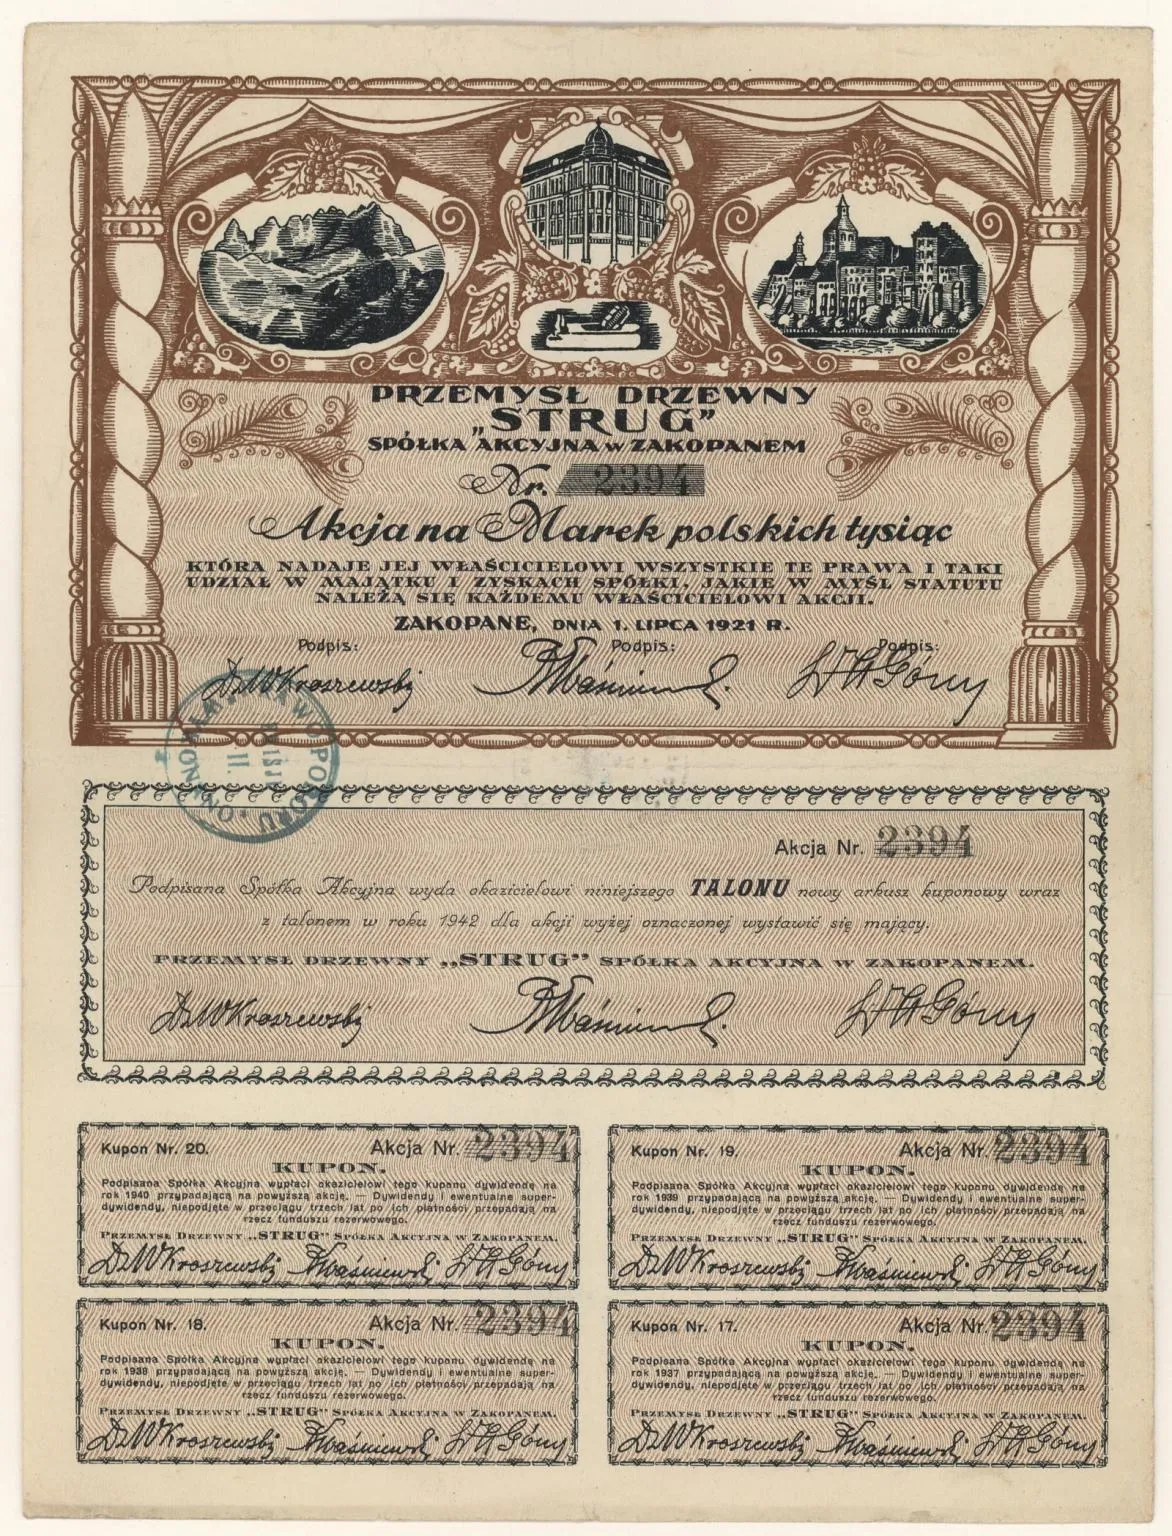 PRZEMYSŁ DRZEWNY
„STRUG”
SPÓŁKA AKCYJNA w ZAKOPANEM
Nr. 2394
Akcja na Marek polskich tysiąc
KTÓRA NADAJE JEJ WŁAŚCICIELOWI WSZYSTKIE TE PRAWA I TAKI
UDZIAŁ W MAJĄTKU I ZYSKACH SPÓŁKI, JAKIE W MYŚL STATUTU
NALEŻĄ SIĘ KAŻDEMU WŁAŚCICIELOWI AKCJI.
ZAKOPANE, DNIA 1. LIPCA 1921 R.
Podpis: Podpis: Podpis:
Akcja Nr. 2394
Podpisana Spółka Akcyjna wyda okazicielowi niniejszego TALONU nowy arkusz kuponowy wraz
z talonem w roku 1942 dla akcji wyżej oznaczonej wystawić się mający.
PRZEMYSŁ DRZEWNY „STRUG” SPÓŁKA AKCYJNA W ZAKOPANEM.
Kupon Nr. 20. Akcja Nr. 2394
KUPON.
Podpisana Spółka Akcyjna wypłaci okazicielowi tego kuponu dywidendę na
rok 1940 przypadającą na powyższą akcję. — Dywidendy i ewentualne super-
dywidendy, niepodjęte w przeciągu trzech lat po ich płatności przepadają na
rzecz funduszu rezerwowego.
PRZEMYSŁ DRZEWNY „STRUG” SPÓŁKA AKCYJNA W ZAKOPANEM.
Kupon Nr. 19. Akcja Nr. 2394
KUPON.
Podpisana Spółka Akcyjna wypłaci okazicielowi tego kuponu dywidendę na
rok 1939 przypadającą na powyższą akcję. — Dywidendy i ewentualne super-
dywidendy, niepodjęte w przeciągu trzech lat po ich płatności przepadają na
rzecz funduszu rezerwowego.
PRZEMYSŁ DRZEWNY „STRUG” SPÓŁKA AKCYJNA W ZAKOPANEM.
Kupon Nr. 18. Akcja Nr. 2394
KUPON.
Podpisana Spółka Akcyjna wypłaci okazicielowi tego kuponu dywidendę na
rok 1938 przypadającą na powyższą akcję. — Dywidendy i ewentualne super-
dywidendy, niepodjęte w przeciągu trzech lat po ich płatności przepadają na
rzecz funduszu rezerwowego.
PRZEMYSŁ DRZEWNY „STRUG” SPÓŁKA AKCYJNA W ZAKOPANEM.
Kupon Nr. 17. Akcja Nr. 2394
KUPON.
Podpisana Spółka Akcyjna wypłaci okazicielowi tego kuponu dywidendę na
rok 1937 przypadającą na powyższą akcję. — Dywidendy i ewentualne super-
dywidendy, niepodjęte w przeciągu trzech lat po ich płatności przepadają na
rzecz funduszu rezerwowego.
PRZEMYSŁ DRZEWNY „STRUG” SPÓŁKA AKCYJNA W ZAKOPANEM.